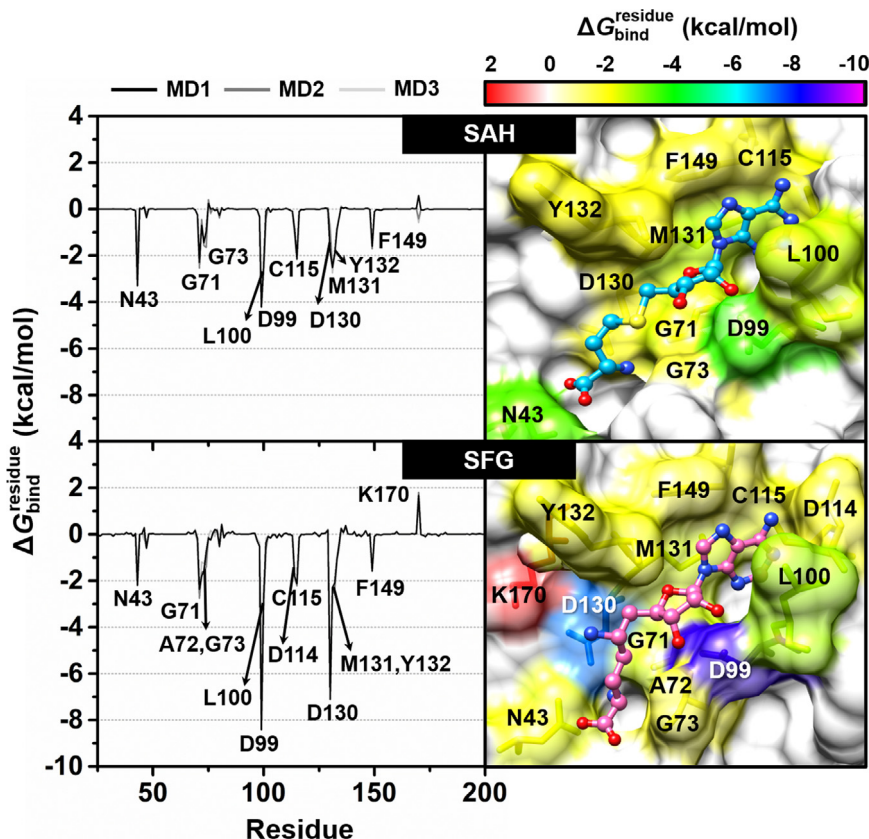 ΔG_bind^residue (kcal/mol)
2 0 -2 -4 -6 -8 -10
MD1 MD2 MD3
ΔG_bind^residue (kcal/mol)
4
2
0
-2
-4
-6
-8
4
2
0
-2
-4
-6
-8
-10
SAH
N43
G71
G73
L100
D99
C115
D130
M131
Y132
F149
F149
C115
Y132
M131
L100
D130
G71
D99
G73
N43
SFG
K170
N43
G71
A72,G73
L100
D99
D114
C115
D130
M131,Y132
F149
F149
C115
D114
Y132
M131
L100
K170
D130
G71
D99
A72
N43
G73
50 100 150 200
Residue